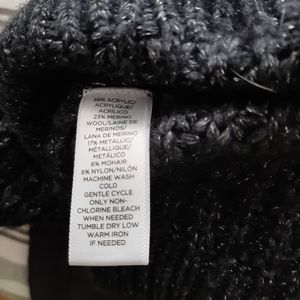 48% ACRYLIC/
ACRYLIQUE/
ACRÍLICO
23% MERINO
WOOL/LAINE DE
MERINOS/
LANA DE MERINO
17% METALLIC/
MÉTALLIQUE/
METÁLICO
6% MOHAIR
6% NYLON/NILÓN
MACHINE WASH
COLD
GENTLE CYCLE
ONLY NON-
CHLORINE BLEACH
WHEN NEEDED
TUMBLE DRY LOW
WARM IRON
IF NEEDED